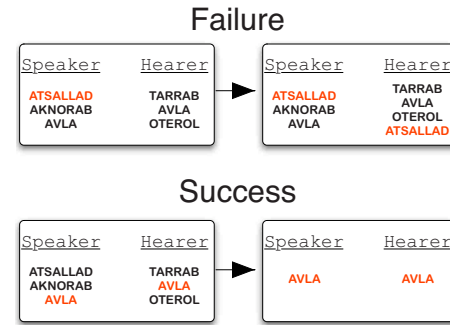 Failure
Speaker Hearer
ATSALLAD TARRAB
AKNORAB AVLA
AVLA OTEROL
Speaker Hearer
ATSALLAD TARRAB
AKNORAB AVLA
AVLA OTEROL
ATSALLAD
Success
Speaker Hearer
ATSALLAD TARRAB
AKNORAB AVLA
AVLA OTEROL
Speaker Hearer
AVLA AVLA